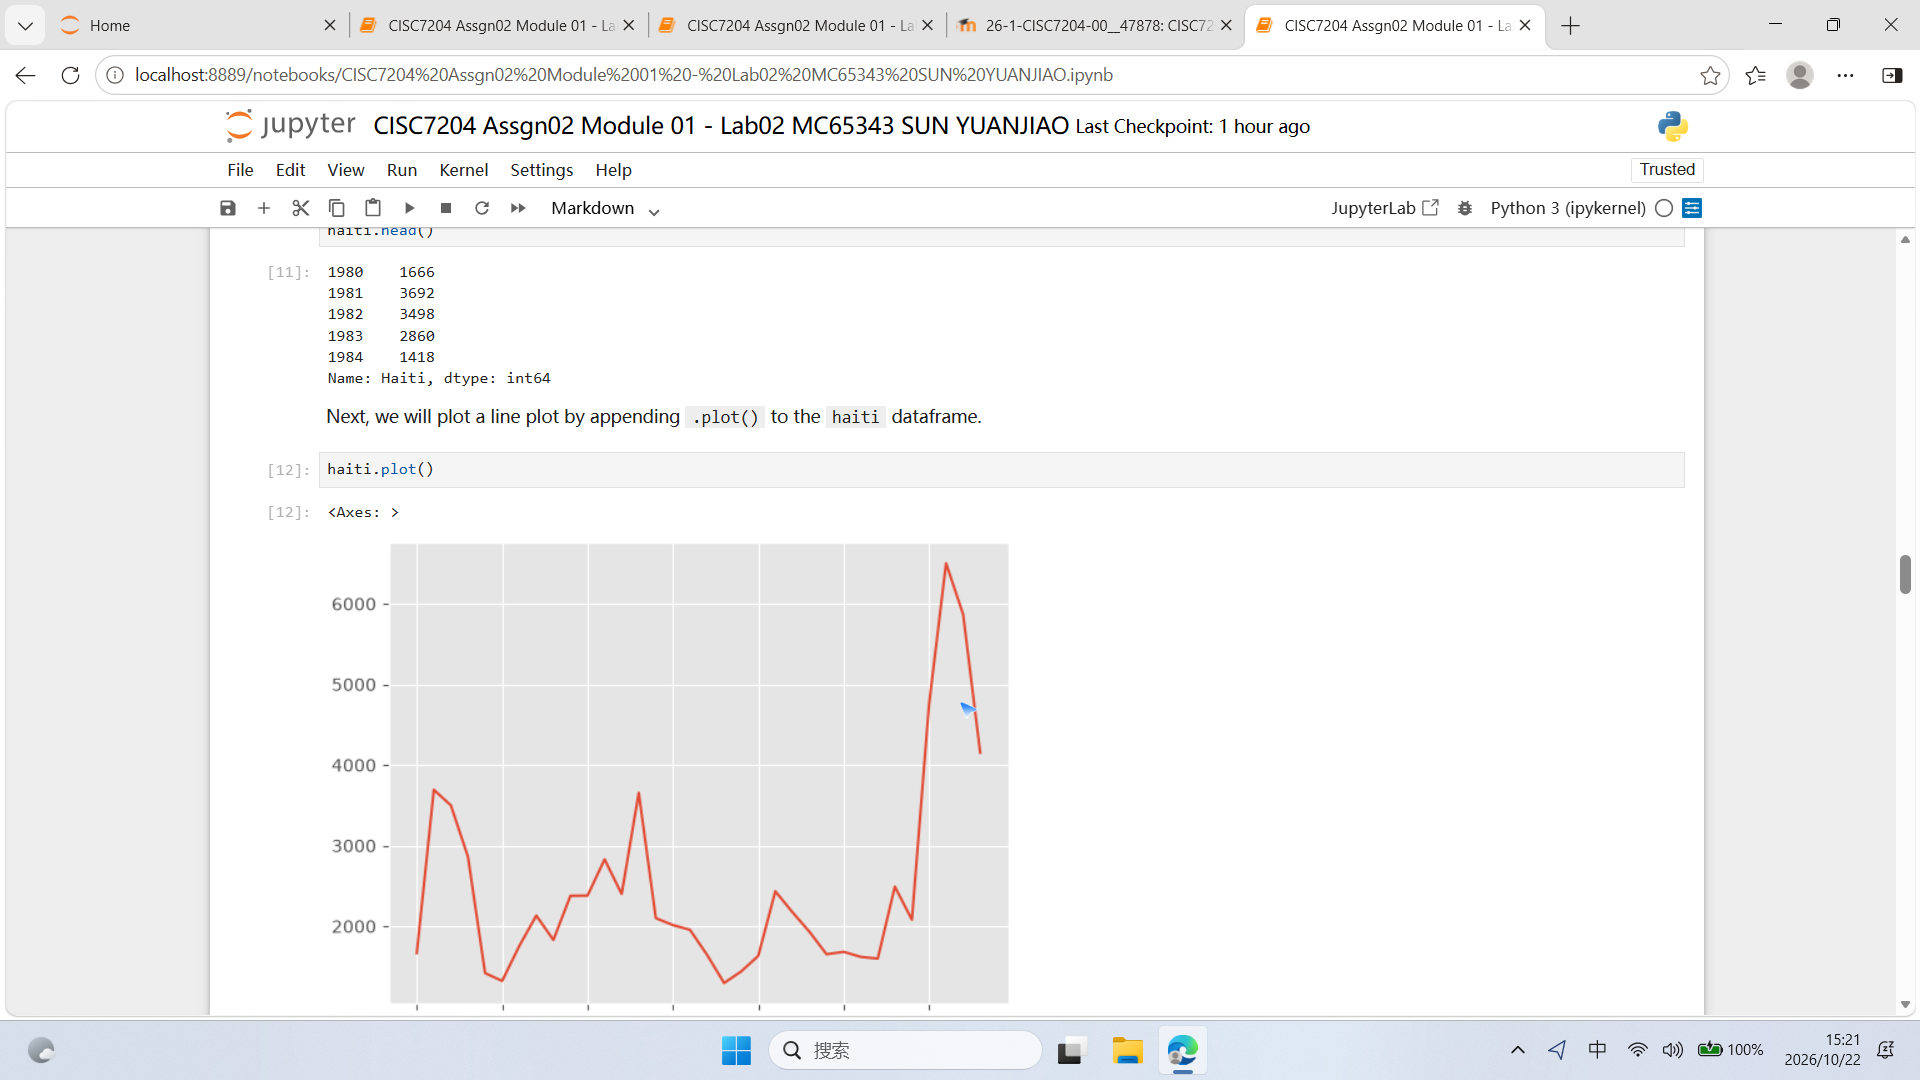 Home
CISC7204 Assgn02 Module 01 - La
CISC7204 Assgn02 Module 01 - La
26-1-CISC7204-00__47878: CISC72
CISC7204 Assgn02 Module 01 - La
localhost:8889/notebooks/CISC7204%20Assgn02%20Module%2001%20-%20Lab02%20MC65343%20SUN%20YUANJIAO.ipynb
jupyter CISC7204 Assgn02 Module 01 - Lab02 MC65343 SUN YUANJIAO Last Checkpoint: 1 hour ago
File Edit View Run Kernel Settings Help Trusted
Markdown JupyterLab Python 3 (ipykernel)
haiti.head()
[11]: 1980 1666
1981 3692
1982 3498
1983 2860
1984 1418
Name: Haiti, dtype: int64
Next, we will plot a line plot by appending .plot() to the haiti dataframe.
[12]: haiti.plot()
[12]: <Axes: >
6000
5000
4000
3000
2000
搜索
中
100%
15:21
2026/10/22